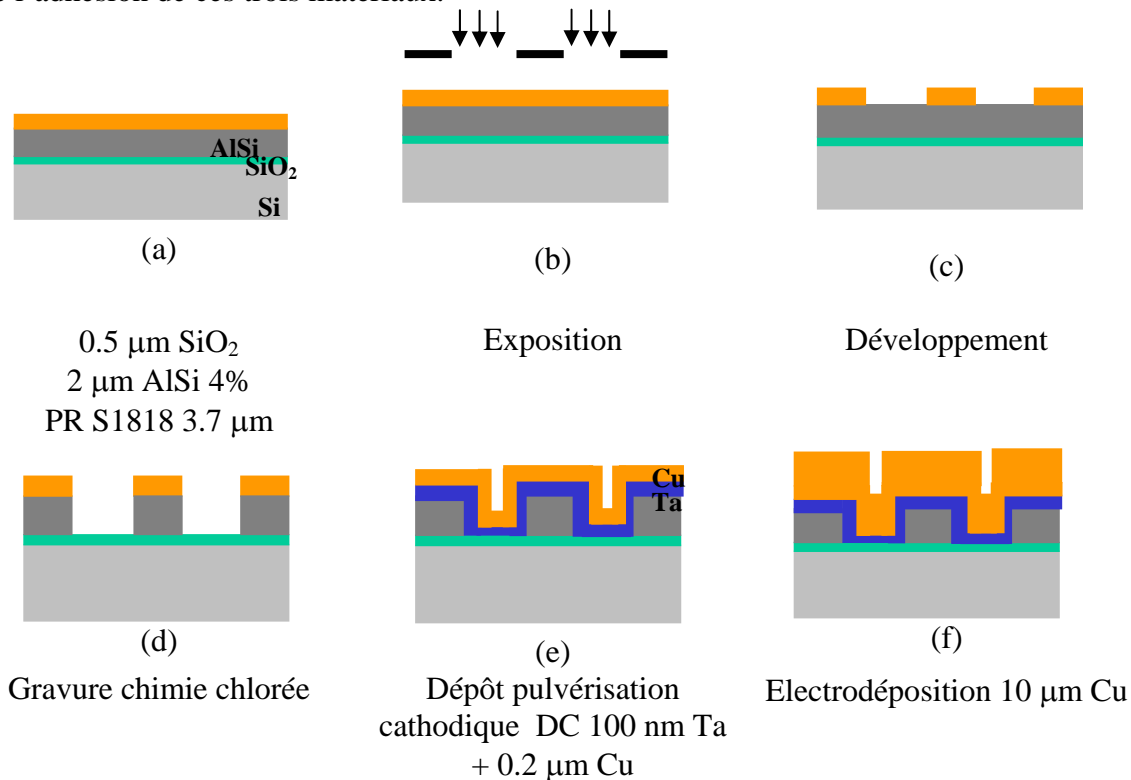 AlSi
SiO₂
Si
(a)
(b)
(c)
0.5 μm SiO₂
2 μm AlSi 4%
PR S1818 3.7 μm
Exposition
Développement
Cu
Ta
(d)
(e)
(f)
Gravure chimie chlorée
Dépôt pulvérisation
cathodique DC 100 nm Ta
+ 0.2 μm Cu
Electrodéposition 10 μm Cu